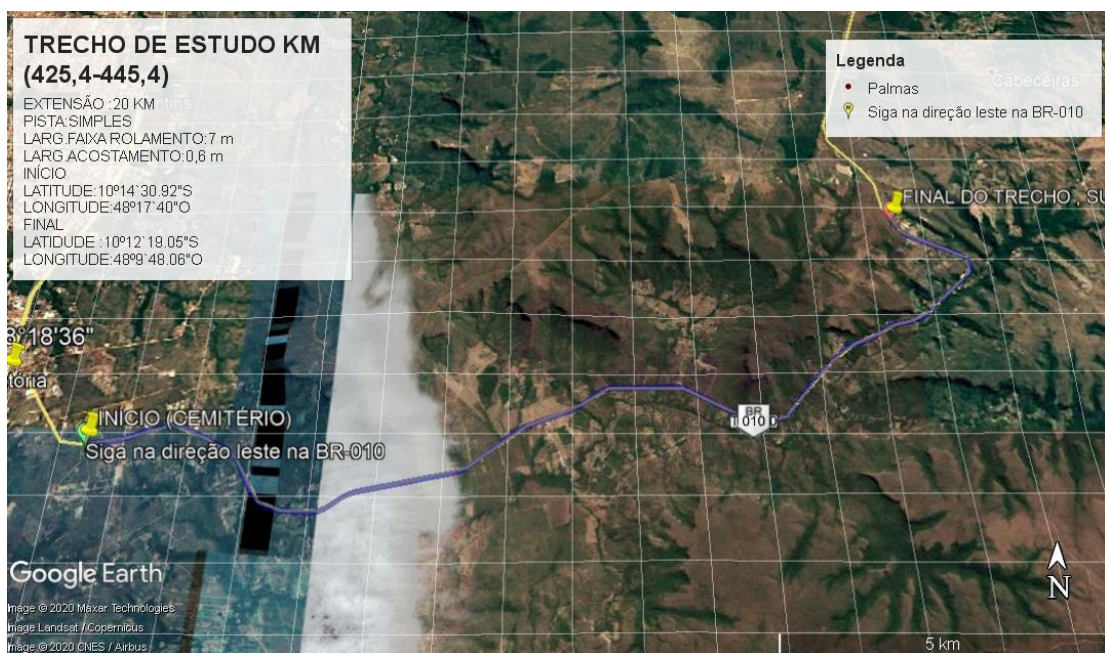 TRECHO DE ESTUDO KM
(425,4-445,4)
EXTENSÃO :20 KM
PISTA:SIMPLES
LARG.FAIXA ROLAMENTO:7 m
LARG.ACOSTAMENTO:0,6 m
INÍCIO
LATITUDE:10º14`30.92"S
LONGITUDE:48º17`40"O
FINAL
LATIDUDE :10º12`19.05"S
LONGITUDE:48º9`48.06"O
Legenda
Palmas
Siga na direção leste na BR-010
Cabeceiras
FINAL DO TRECHO , SU
8°18'36"
tória
INÍCIO (CEMITÉRIO)
Siga na direção leste na BR-010
BR
010
Google Earth
Image © 2020 Maxar Technologies
Image Landsat / Copernicus
Image © 2020 CNES / Airbus
N
5 km